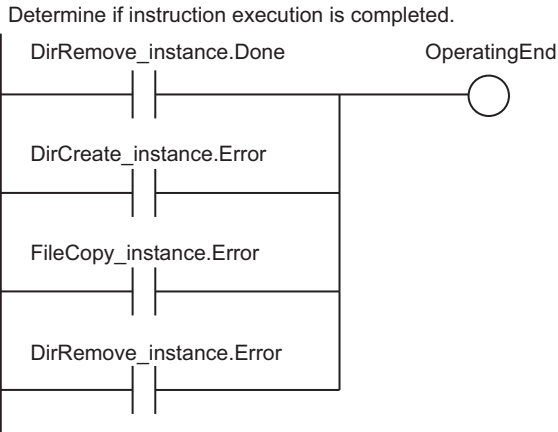 Determine if instruction execution is completed.
DirRemove_instance.Done
OperatingEnd
DirCreate_instance.Error
FileCopy_instance.Error
DirRemove_instance.Error